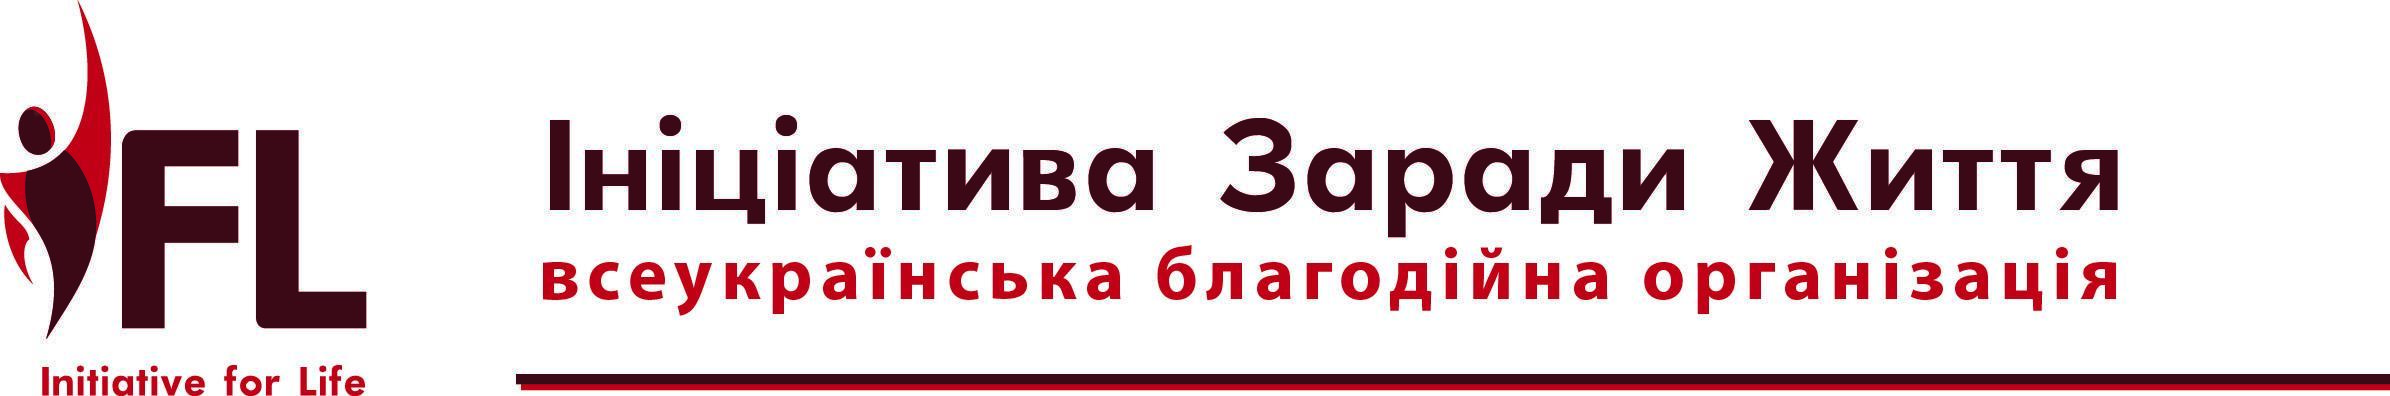 FL
Initiative for Life
Ініціатива Заради Життя
всеукраїнська благодійна організація